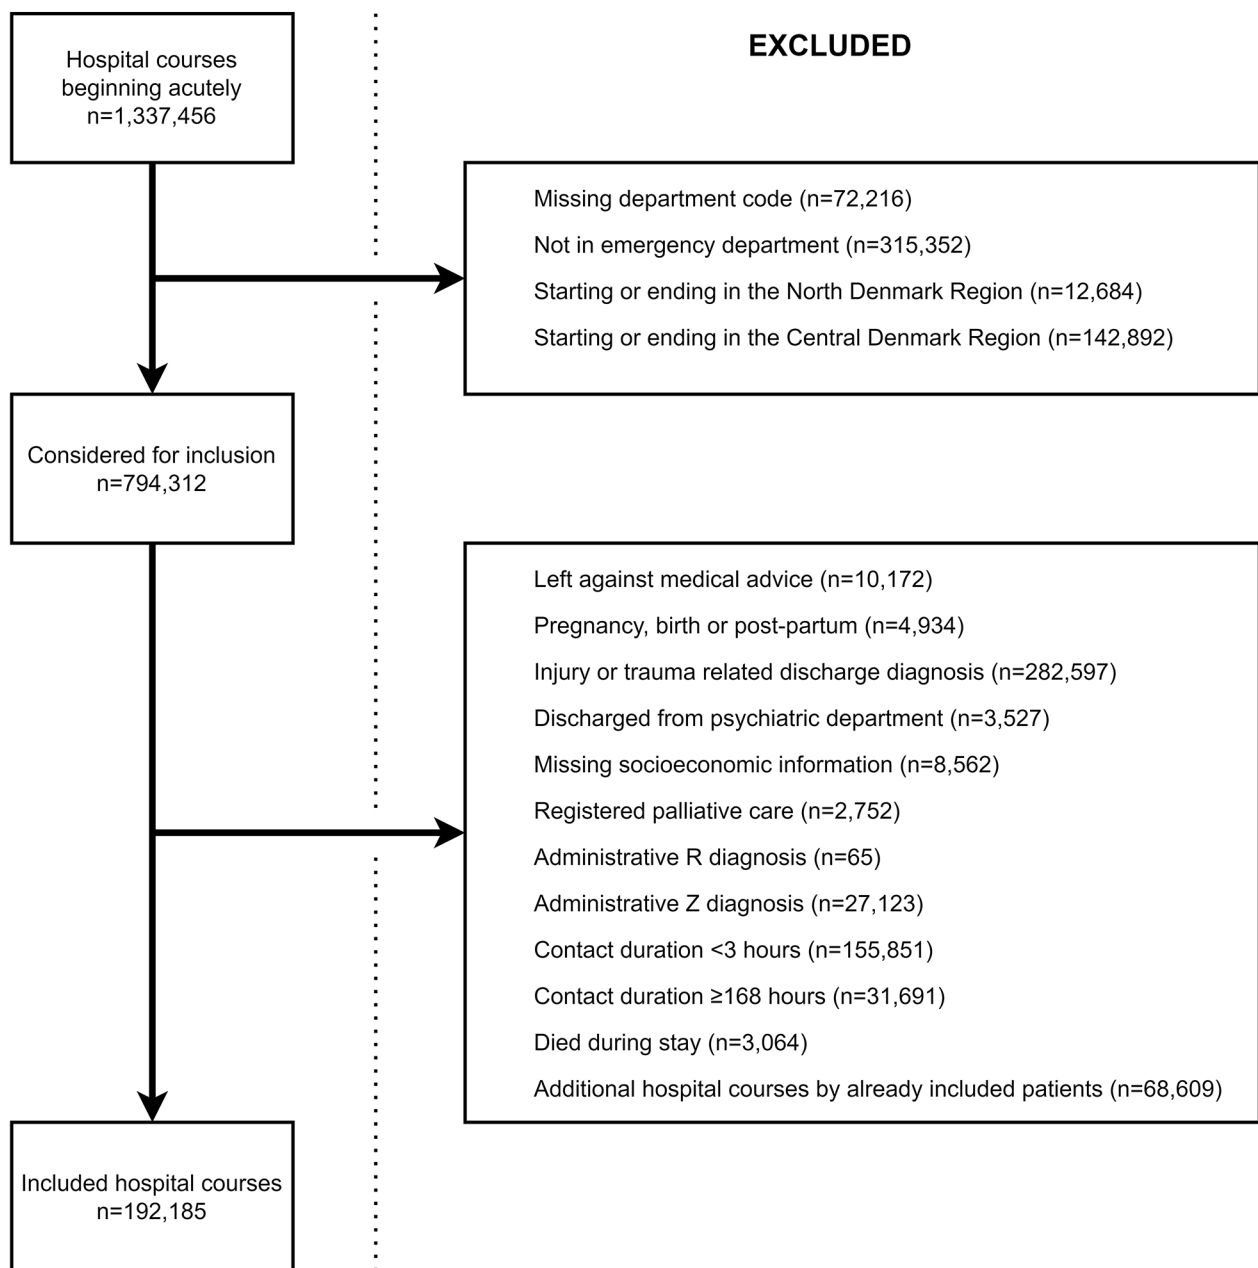 Hospital courses
beginning acutely
n=1,337,456
EXCLUDED
Missing department code (n=72,216)
Not in emergency department (n=315,352)
Starting or ending in the North Denmark Region (n=12,684)
Starting or ending in the Central Denmark Region (n=142,892)
Considered for inclusion
n=794,312
Left against medical advice (n=10,172)
Pregnancy, birth or post-partum (n=4,934)
Injury or trauma related discharge diagnosis (n=282,597)
Discharged from psychiatric department (n=3,527)
Missing socioeconomic information (n=8,562)
Registered palliative care (n=2,752)
Administrative R diagnosis (n=65)
Administrative Z diagnosis (n=27,123)
Contact duration <3 hours (n=155,851)
Contact duration ≥168 hours (n=31,691)
Died during stay (n=3,064)
Additional hospital courses by already included patients (n=68,609)
Included hospital courses
n=192,185